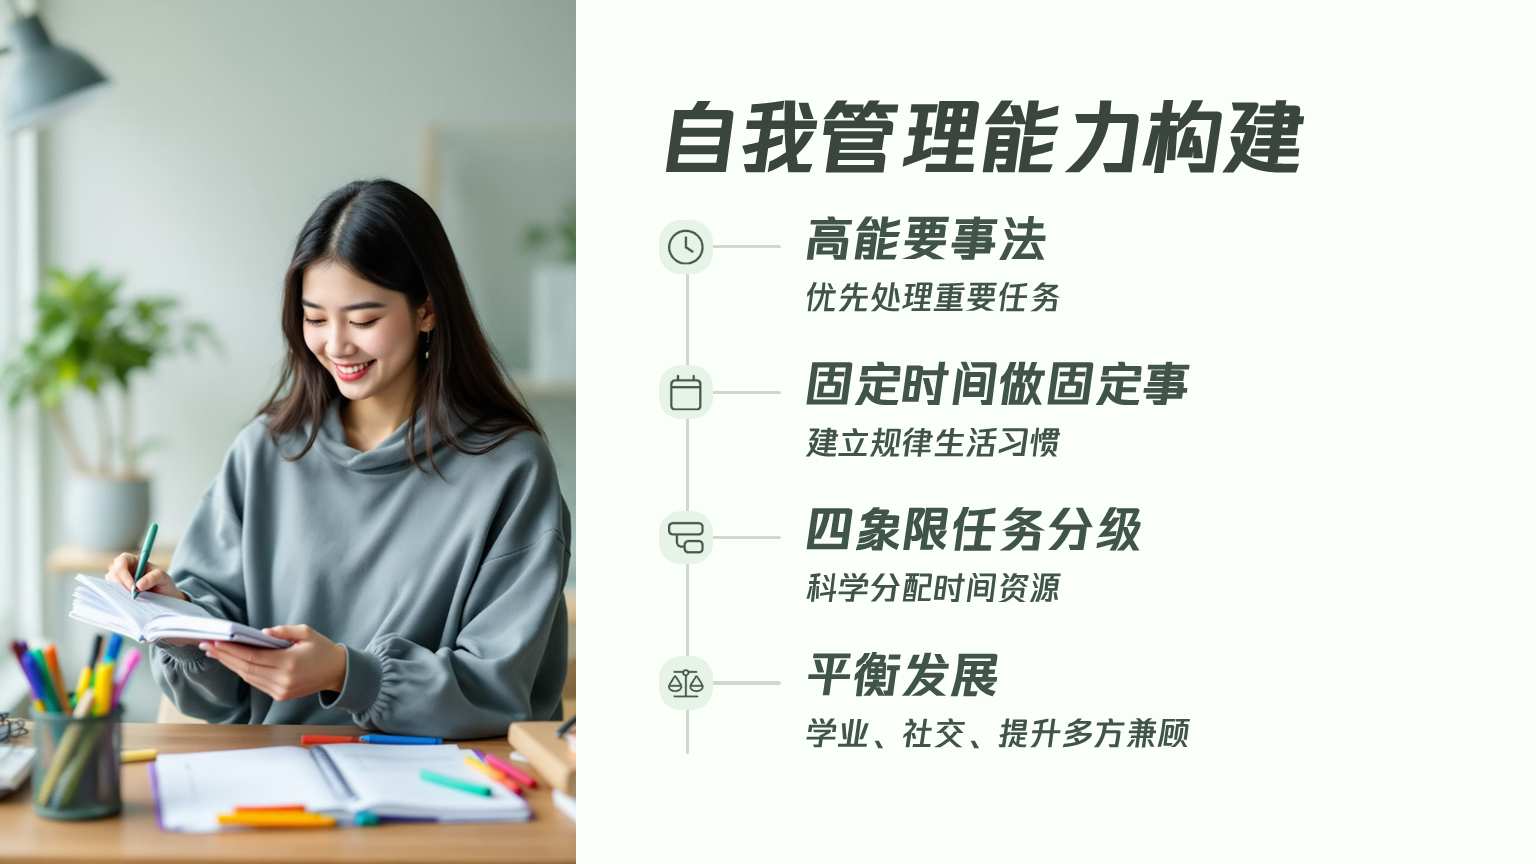 自我管理能力构建
高能要事法
优先处理重要任务
固定时间做固定事
建立规律生活习惯
四象限任务分级
科学分配时间资源
平衡发展
学业、社交、提升多方兼顾